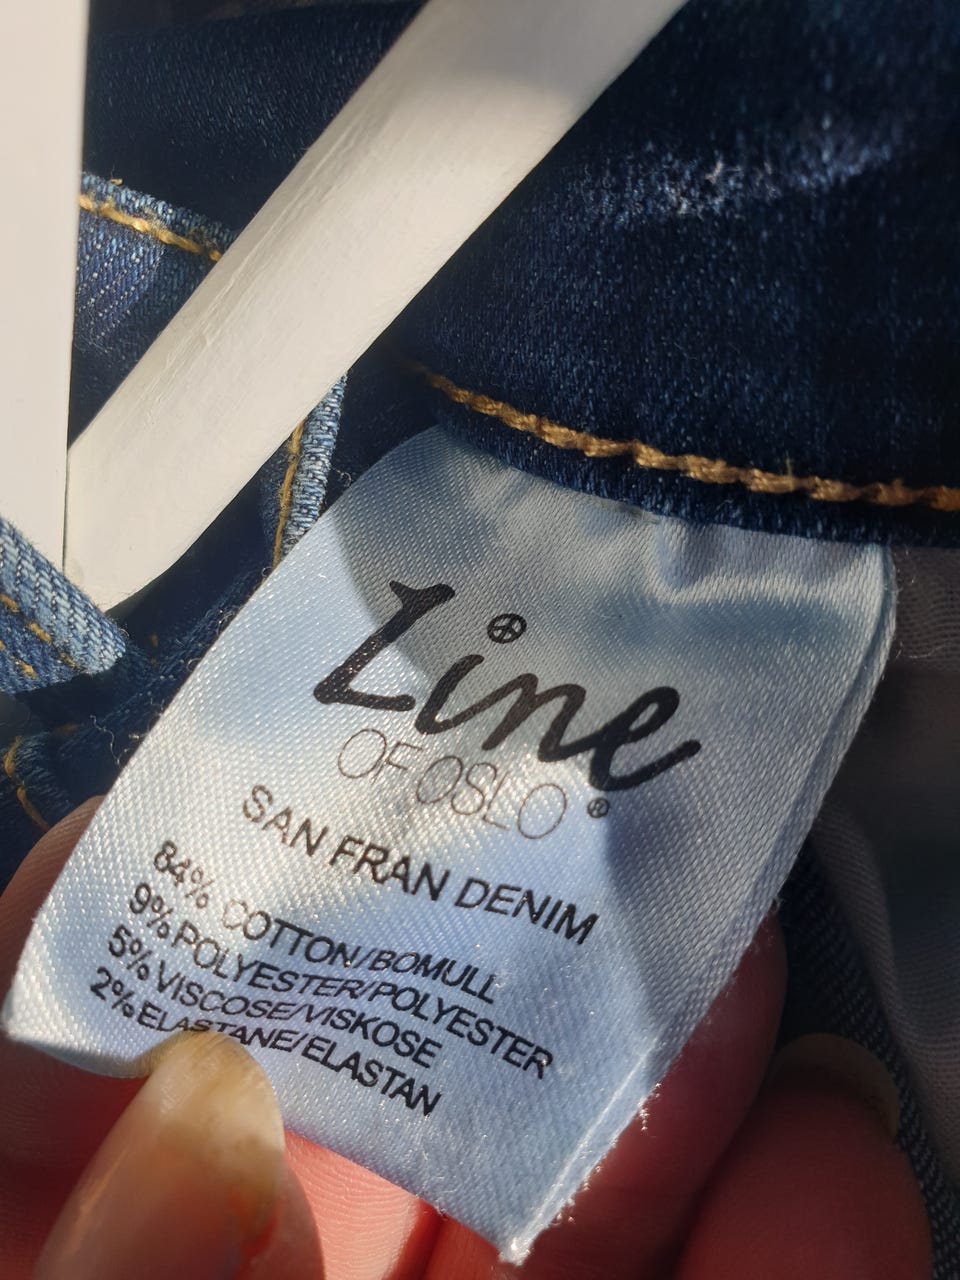 Line
OF OSLO ®
SAN FRAN DENIM
84% COTTON/BOMULL
9% POLYESTER/POLYESTER
5% VISCOSE/VISKOSE
2% ELASTANE/ELASTAN